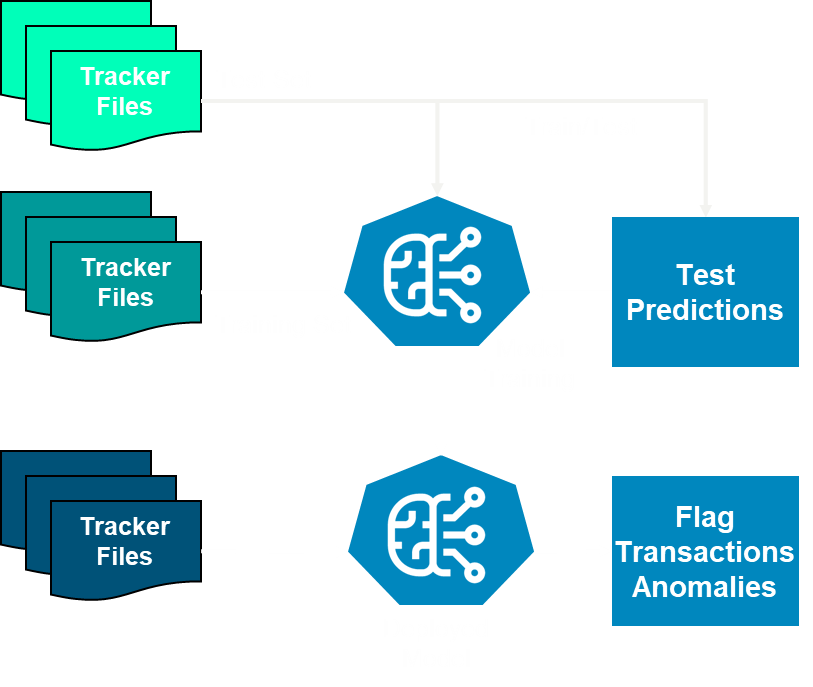 Tracker
Files
Tracker
Files
Test
Predictions
Tracker
Files
Flag
Transactions
Anomalies